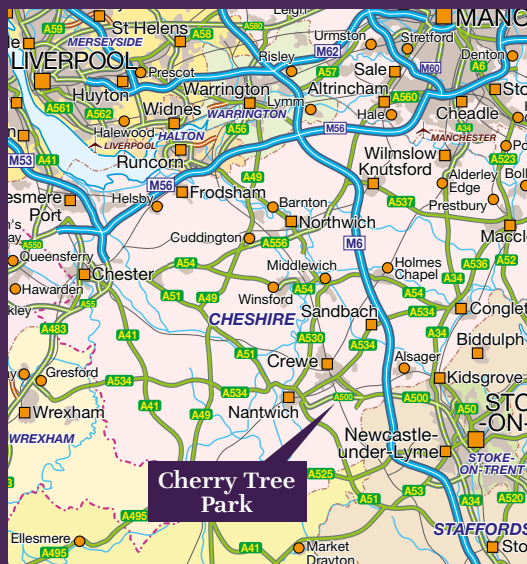 A580
Leigh
MANC
A59
St Helens
A58
Urmston
Stretford
MERSEYSIDE
M62
Denton
Risley
LIVERPOOL
Prescot
A57
Sale
M60
A6
Huyton
Warrington
Altrincham
A560
A561
A562
Widnes
Lymm
Cheadle
WARRINGTON
Hale
Halewood
HALTON
A56
M56
A34
MANCHESTER
LIVERPOOL
Wilmslow
M53
A41
Runcorn
A523
A49
Knutsford
Alderley
Edge
M56
Frodsham
esmere
Port
Helsby
Barnton
A537
Prestbury
Northwich
Cuddington
A556
M6
Maccl
A550
Queensferry
A54
Middlewich
Holmes
Chapel
A536
A52
Chester
A34
Hawarden
A51
A49
Winsford
A54
A54
A55
kley
CHESHIRE
Sandbach
A534
Conglet
A483
A41
A530
A34
A51
A534
Biddulph
Crewe
Alsager
Gresford
A534
A534
Kidsgrove
A500
A500
Wrexham
A41
A49
Nantwich
A50
STO
-ON-
WREXHAM
Newcastle-
under-Lyme
STOKE-
ON-TRENT
Cherry Tree
Park
A525
A53
A51
A34
A520
A495
STAFFORDS
Ellesmere
A495
A41
Market
Drayton
Sto